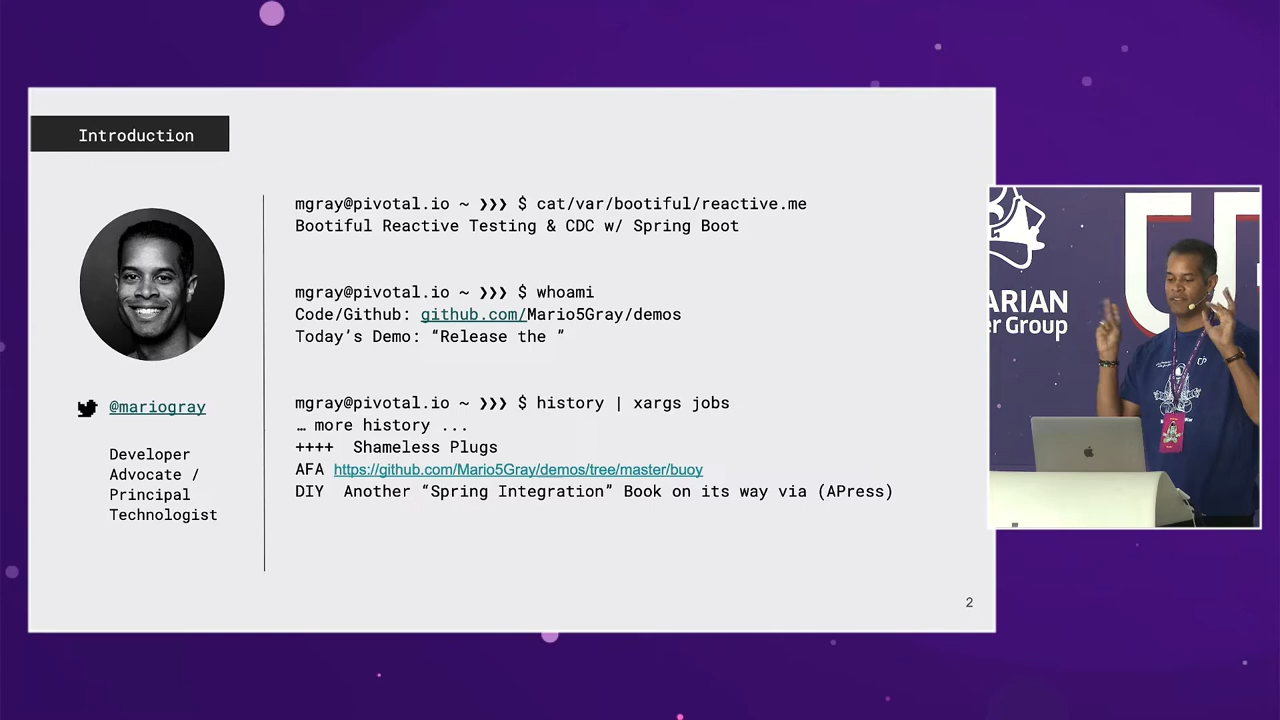 Introduction
mgray@pivotal.io ~ ❯❯❯ $ cat/var/bootiful/reactive.me
Bootiful Reactive Testing & CDC w/ Spring Boot
mgray@pivotal.io ~ ❯❯❯ $ whoami
Code/Github: github.com/Mario5Gray/demos
Today’s Demo: “Release the ”
@mariogray
Developer
Advocate /
Principal
Technologist
mgray@pivotal.io ~ ❯❯❯ $ history | xargs jobs
… more history ...
++++ Shameless Plugs
AFA https://github.com/Mario5Gray/demos/tree/master/buoy
DIY Another “Spring Integration” Book on its way via (APress)
2
ARIAN
er Group